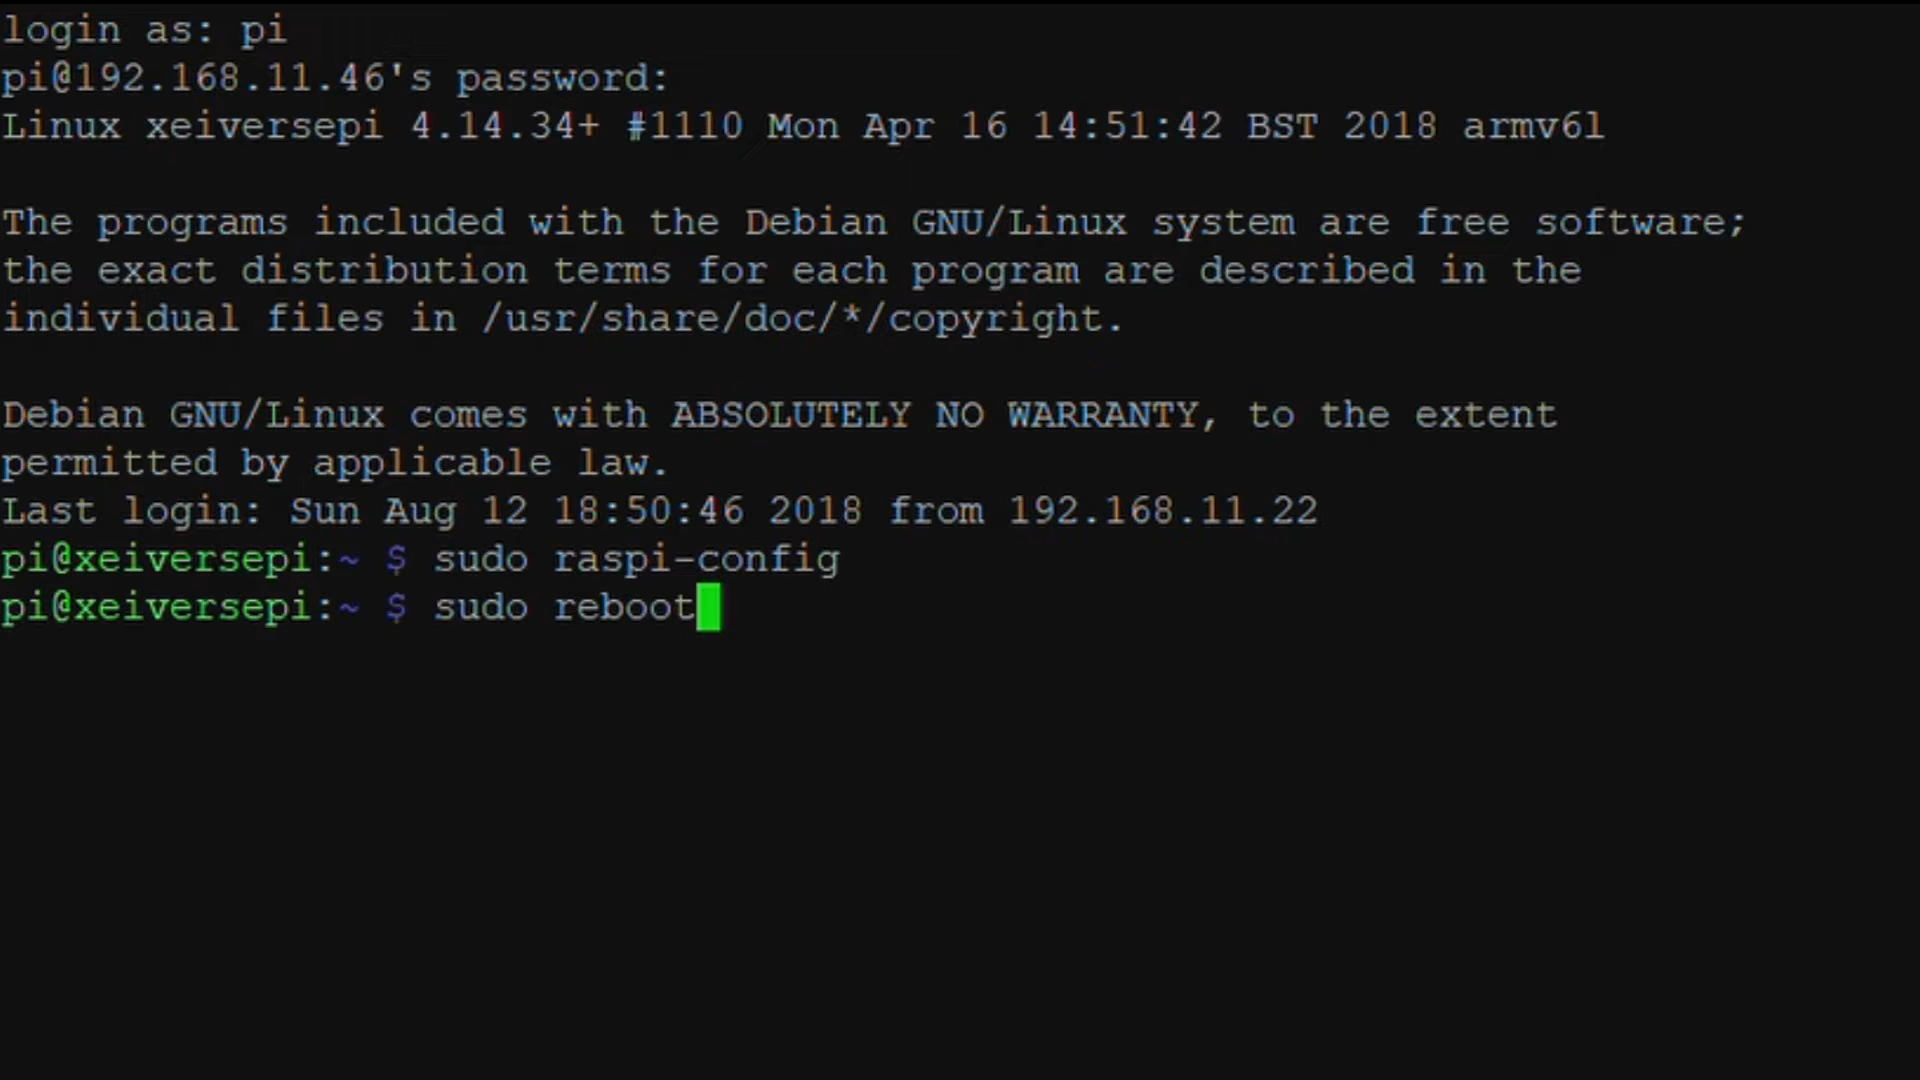 login as: pi
pi@192.168.11.46's password:
Linux xeiversepi 4.14.34+ #1110 Mon Apr 16 14:51:42 BST 2018 armv6l
The programs included with the Debian GNU/Linux system are free software;
the exact distribution terms for each program are described in the
individual files in /usr/share/doc/*/copyright.
Debian GNU/Linux comes with ABSOLUTELY NO WARRANTY, to the extent
permitted by applicable law.
Last login: Sun Aug 12 18:50:46 2018 from 192.168.11.22
pi@xeiversepi:~ $ sudo raspi-config
pi@xeiversepi:~ $ sudo reboot